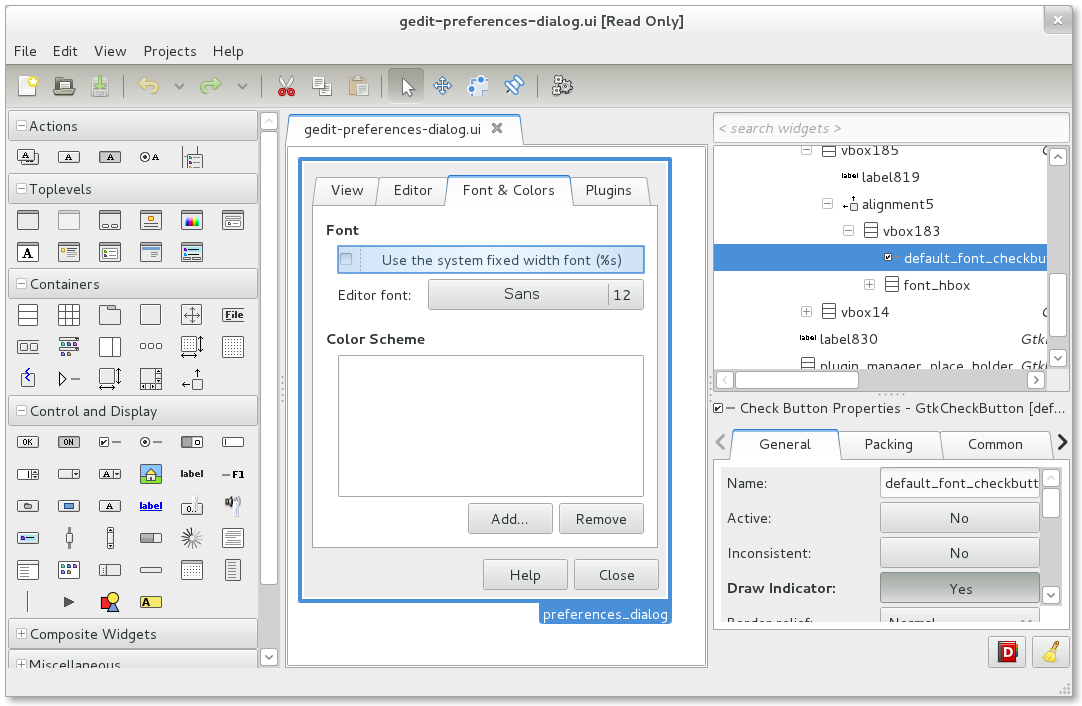 gedit-preferences-dialog.ui [Read Only]
File Edit View Projects Help
Actions
Toplevels
Containers
File
Control and Display
OK ON
label F1
label
Composite Widgets
Miscellaneous
gedit-preferences-dialog.ui
View Editor Font & Colors Plugins
Font
Use the system fixed width font (%s)
Editor font: Sans 12
Color Scheme
Add... Remove
Help Close
preferences_dialog
< search widgets >
vbox185
label label819
alignment5
vbox183
default_font_checkbu
font_hbox
vbox14
label label830 Gtk
plugin_manager_place_holder Gtk
Check Button Properties - GtkCheckButton [def...
General Packing Common
Name: default_font_checkbutt
Active: No
Inconsistent: No
Draw Indicator: Yes
Border relief: Normal